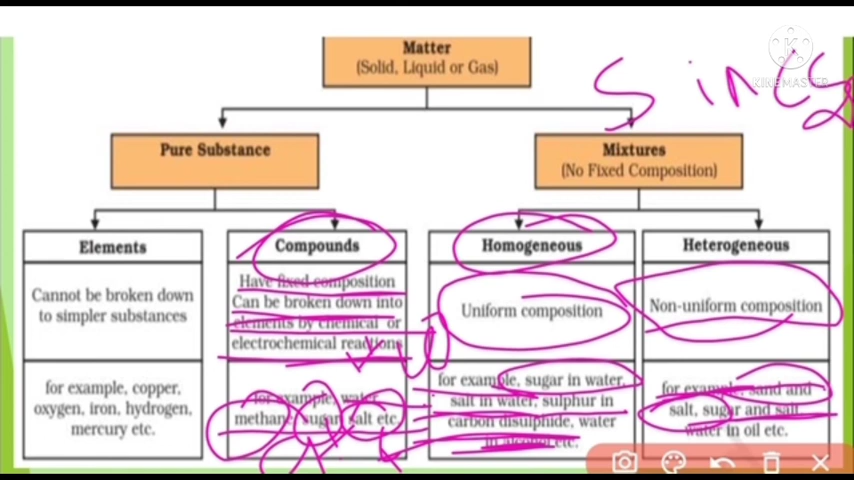 Matter
(Solid, Liquid or Gas)
KINEMASTER
Pure Substance
Mixtures
(No Fixed Composition)
Elements
Compounds
Homogeneous
Heterogeneous
Cannot be broken down
to simpler substances
Have fixed composition
Can be broken down into
elements by chemical or
electrochemical reactions
Uniform composition
Non-uniform composition
for example, copper,
oxygen, iron, hydrogen,
mercury etc.
for example, water,
methane, sugar, salt etc.
for example, sugar in water,
salt in water, sulphur in
carbon disulphide, water
in alcohol etc.
for example, sand and
salt, sugar and salt,
water in oil etc.